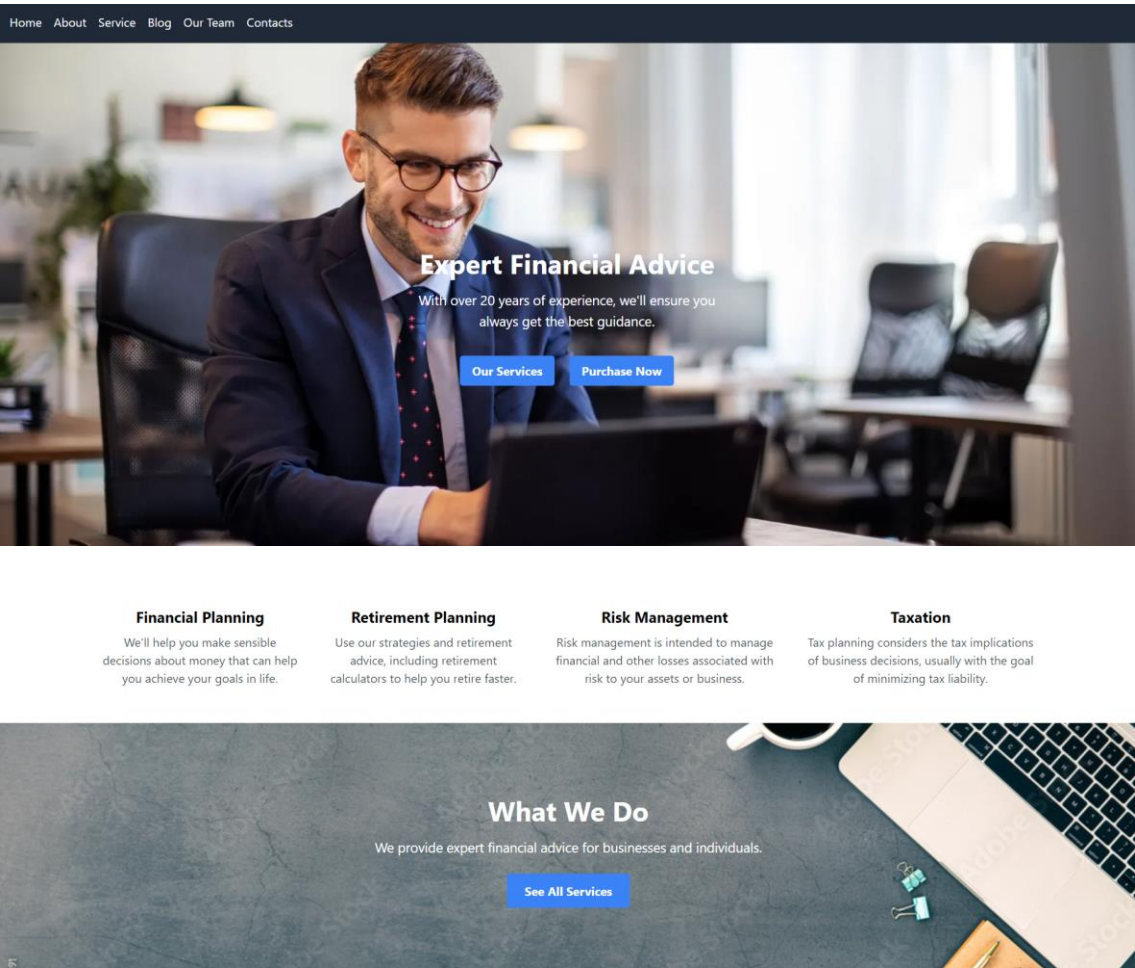 Home About Service Blog Our Team Contacts
Expert Financial Advice
With over 20 years of experience, we'll ensure you
always get the best guidance.
Our Services Purchase Now
Financial Planning
We'll help you make sensible
decisions about money that can help
you achieve your goals in life.
Retirement Planning
Use our strategies and retirement
advice, including retirement
calculators to help you retire faster.
Risk Management
Risk management is intended to manage
financial and other losses associated with
risk to your assets or business.
Taxation
Tax planning considers the tax implications
of business decisions, usually with the goal
of minimizing tax liability.
What We Do
We provide expert financial advice for businesses and individuals.
See All Services
Adobe Stock